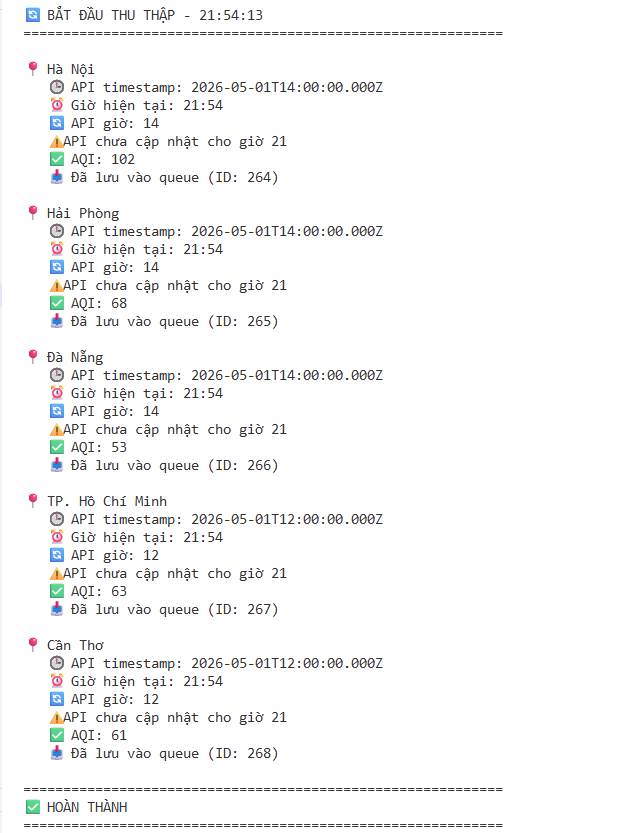 🔄 BẮT ĐẦU THU THẬP - 21:54:13
============================================================
📍 Hà Nội
🕒 API timestamp: 2026-05-01T14:00:00.000Z
⏰ Giờ hiện tại: 21:54
🔄 API giờ: 14
⚠️API chưa cập nhật cho giờ 21
✅ AQI: 102
📥 Đã lưu vào queue (ID: 264)
📍 Hải Phòng
🕒 API timestamp: 2026-05-01T14:00:00.000Z
⏰ Giờ hiện tại: 21:54
🔄 API giờ: 14
⚠️API chưa cập nhật cho giờ 21
✅ AQI: 68
📥 Đã lưu vào queue (ID: 265)
📍 Đà Nẵng
🕒 API timestamp: 2026-05-01T14:00:00.000Z
⏰ Giờ hiện tại: 21:54
🔄 API giờ: 14
⚠️API chưa cập nhật cho giờ 21
✅ AQI: 53
📥 Đã lưu vào queue (ID: 266)
📍 TP. Hồ Chí Minh
🕒 API timestamp: 2026-05-01T12:00:00.000Z
⏰ Giờ hiện tại: 21:54
🔄 API giờ: 12
⚠️API chưa cập nhật cho giờ 21
✅ AQI: 63
📥 Đã lưu vào queue (ID: 267)
📍 Cần Thơ
🕒 API timestamp: 2026-05-01T12:00:00.000Z
⏰ Giờ hiện tại: 21:54
🔄 API giờ: 12
⚠️API chưa cập nhật cho giờ 21
✅ AQI: 61
📥 Đã lưu vào queue (ID: 268)
============================================================
✅ HOÀN THÀNH
============================================================